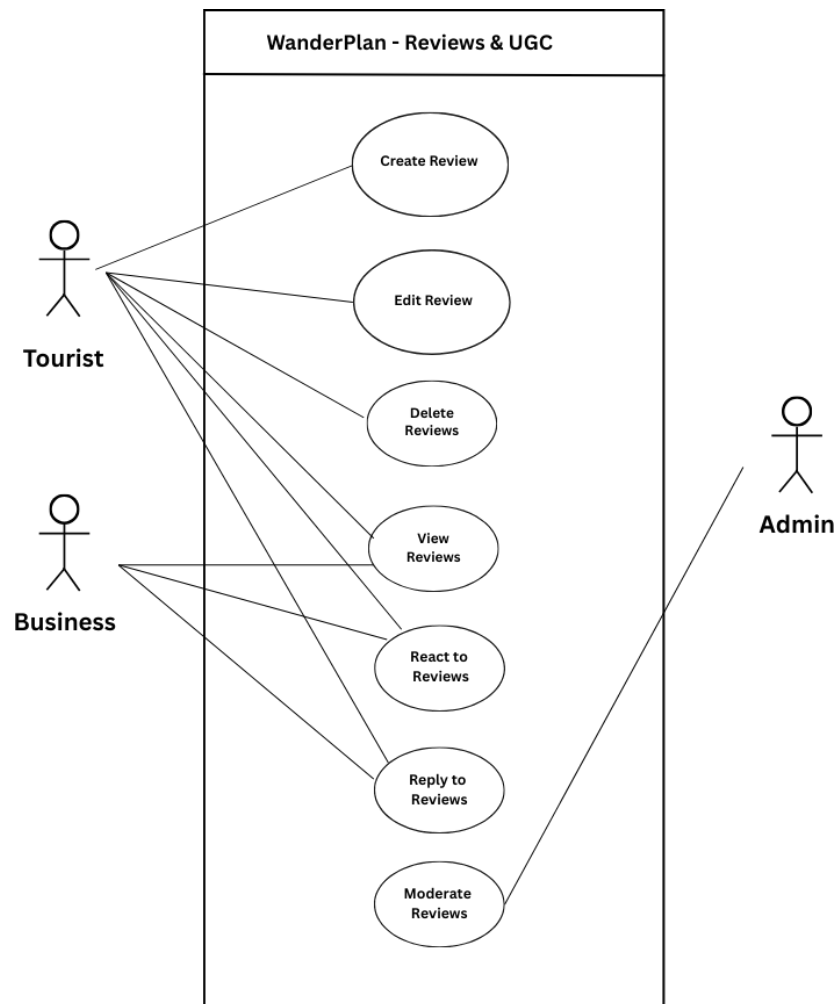 WanderPlan - Reviews & UGC
Create Review
Tourist
Edit Review
Delete
Reviews
Admin
View
Reviews
Business
React to
Reviews
Reply to
Reviews
Moderate
Reviews